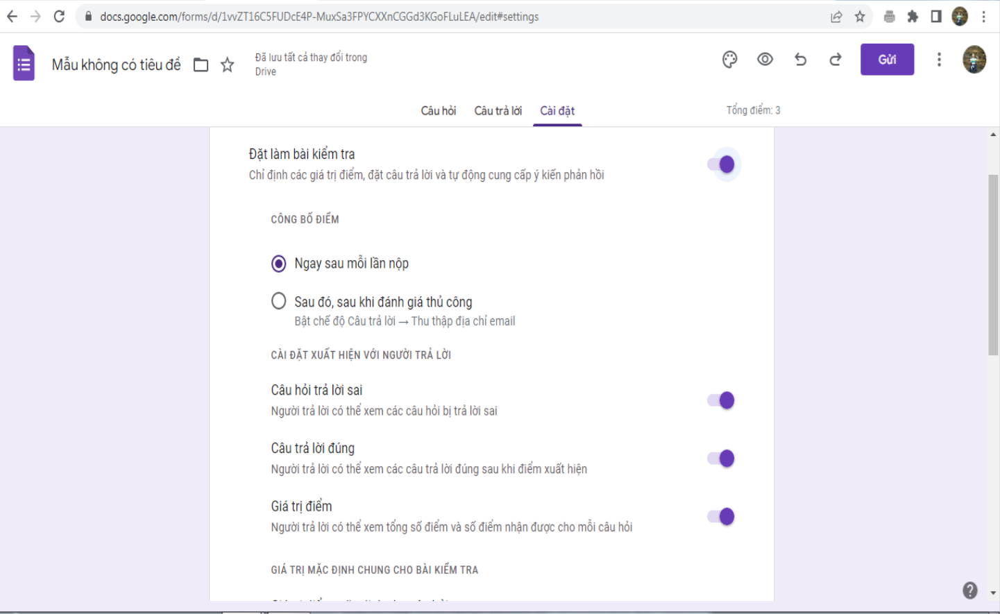 docs.google.com/forms/d/1vvZT16C5FUDcE4P-MuxSa3FPYCXXnCGGd3KGoFLuLEA/edit#settings
Mẫu không có tiêu đề
Đã lưu tất cả thay đổi trong
Drive
Gửi
Câu hỏi
Câu trả lời
Cài đặt
Tổng điểm: 3
Đặt làm bài kiểm tra
Chỉ định các giá trị điểm, đặt câu trả lời và tự động cung cấp ý kiến phản hồi
CÔNG BỐ ĐIỂM
Ngay sau mỗi lần nộp
Sau đó, sau khi đánh giá thủ công
Bật chế độ Câu trả lời → Thu thập địa chỉ email
CÀI ĐẶT XUẤT HIỆN VỚI NGƯỜI TRẢ LỜI
Câu hỏi trả lời sai
Người trả lời có thể xem các câu hỏi bị trả lời sai
Câu trả lời đúng
Người trả lời có thể xem các câu trả lời đúng sau khi điểm xuất hiện
Giá trị điểm
Người trả lời có thể xem tổng số điểm và số điểm nhận được cho mỗi câu hỏi
GIÁ TRỊ MẶC ĐỊNH CHUNG CHO BÀI KIỂM TRA